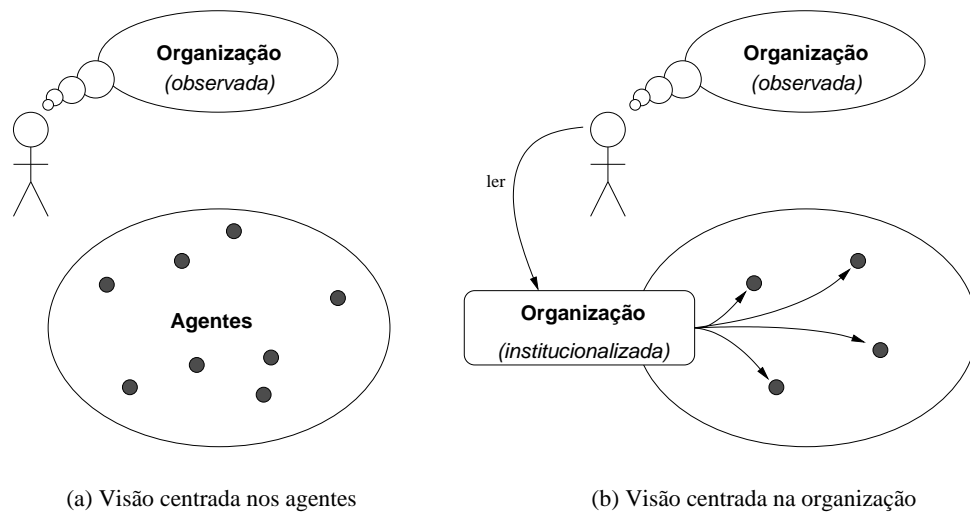 Organização
(observada)
Agentes
(a) Visão centrada nos agentes
Organização
(observada)
ler
Organização
(institucionalizada)
(b) Visão centrada na organização